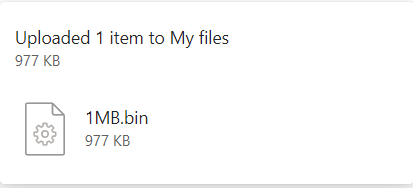 Uploaded 1 item to My files
977 KB
1MB.bin
977 KB